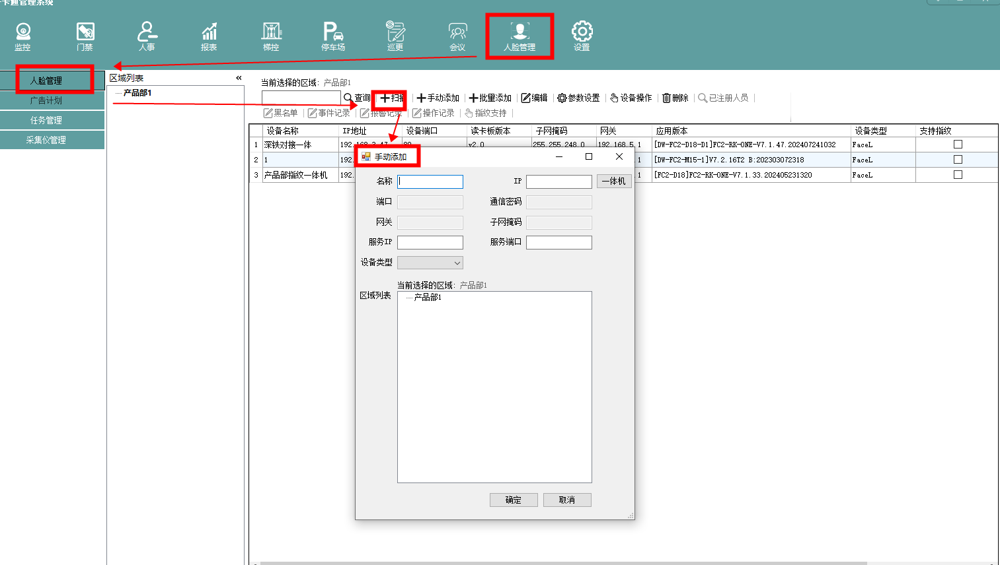 卡通管理系统
监控 门禁 人事 报表 梯控 停车场 巡更 会议 人脸管理 设置
人脸管理
广告计划
任务管理
采集仪管理
区域列表 «
产品部1
当前选择的区域: 产品部1
查询 扫描 手动添加 批量添加 编辑 参数设置 设备操作 删除 已注册人员
黑名单 事件记录 报警记录 操作记录 指纹支持
设备名称 IP地址 设备端口 读卡板版本 子网掩码 网关 应用版本 设备类型 支持指纹
1 深铁对接一体 192.168.3.47 80 v2.0 255.255.248.0 192.168.5.1 [DW-FC2-D18-D1]FC2-RK-ONE-V7.1.47.202407241032 FaceL
2 1 192. .1 [DW-FC2-M15-1]V7.2.16T2 B:202303072318 FaceL
3 产品部指纹一体机 192. .1 [FC2-D18]FC2-RK-ONE-V7.1.33.202405231320 FaceL
手动添加
名称 IP 一体机
端口 通信密码
网关 子网掩码
服务IP 服务端口
设备类型
当前选择的区域: 产品部1
区域列表
产品部1
确定 取消